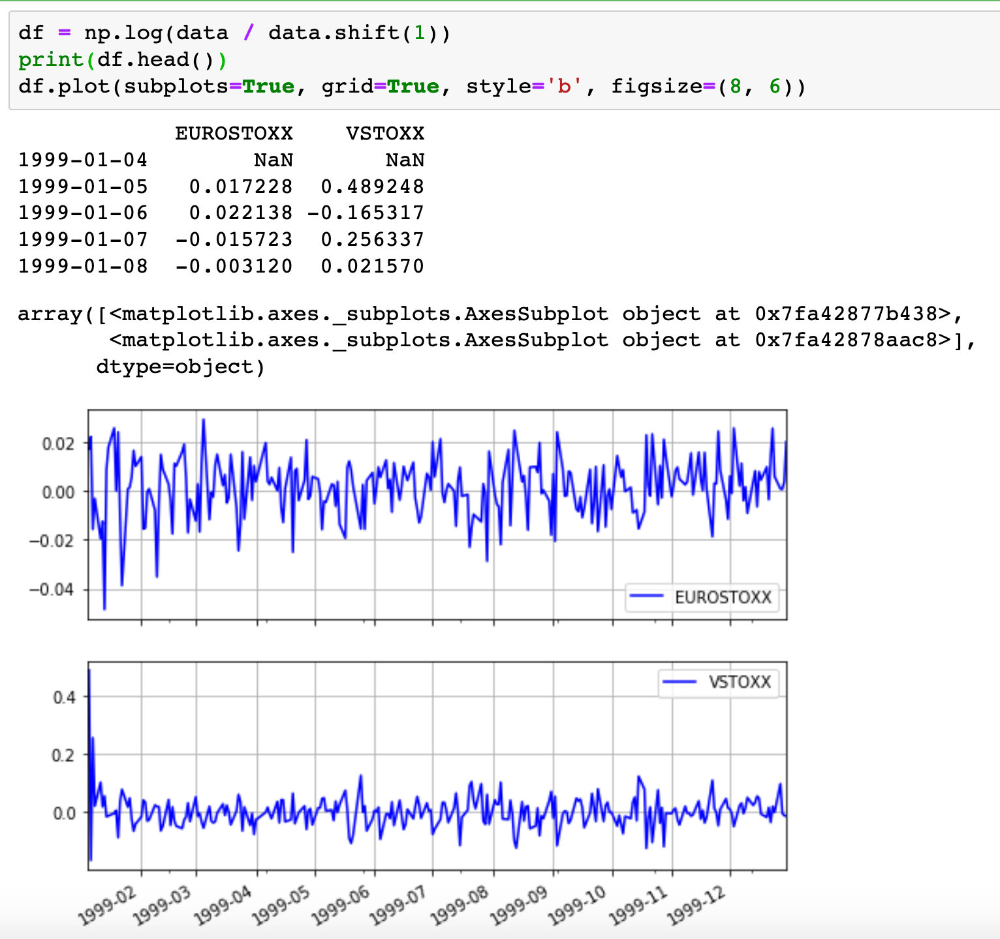 df = np.log(data / data.shift(1))
print(df.head())
df.plot(subplots=True, grid=True, style='b', figsize=(8, 6))
EUROSTOXX VSTOXX
1999-01-04 NaN NaN
1999-01-05 0.017228 0.489248
1999-01-06 0.022138 -0.165317
1999-01-07 -0.015723 0.256337
1999-01-08 -0.003120 0.021570
array([<matplotlib.axes._subplots.AxesSubplot object at 0x7fa42877b438>,
<matplotlib.axes._subplots.AxesSubplot object at 0x7fa42878aac8>],
dtype=object)
0.02
0.00
−0.02
−0.04
EUROSTOXX
VSTOXX
0.4
0.2
0.0
1999-02 1999-03 1999-04 1999-05 1999-06 1999-07 1999-08 1999-09 1999-10 1999-11 1999-12